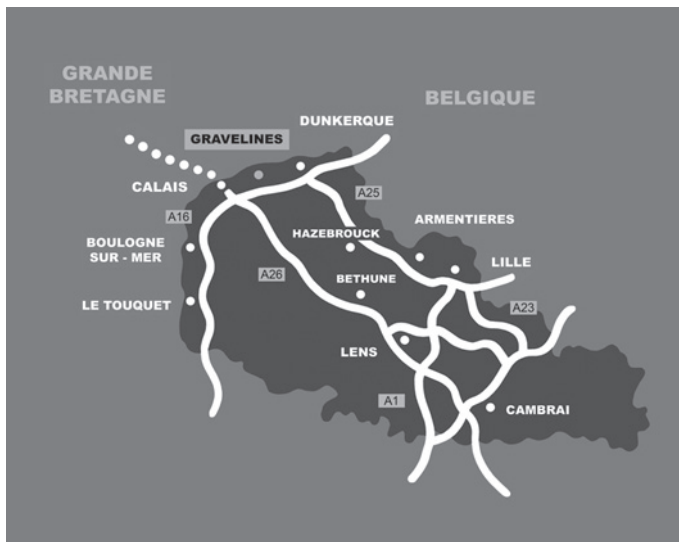 GRANDE
BRETAGNE
BELGIQUE
DUNKERQUE
GRAVELINES
CALAIS
A25
A16
ARMENTIERES
HAZEBROUCK
BOULOGNE
SUR - MER
LILLE
A26
BETHUNE
LE TOUQUET
A23
LENS
A1
CAMBRAI